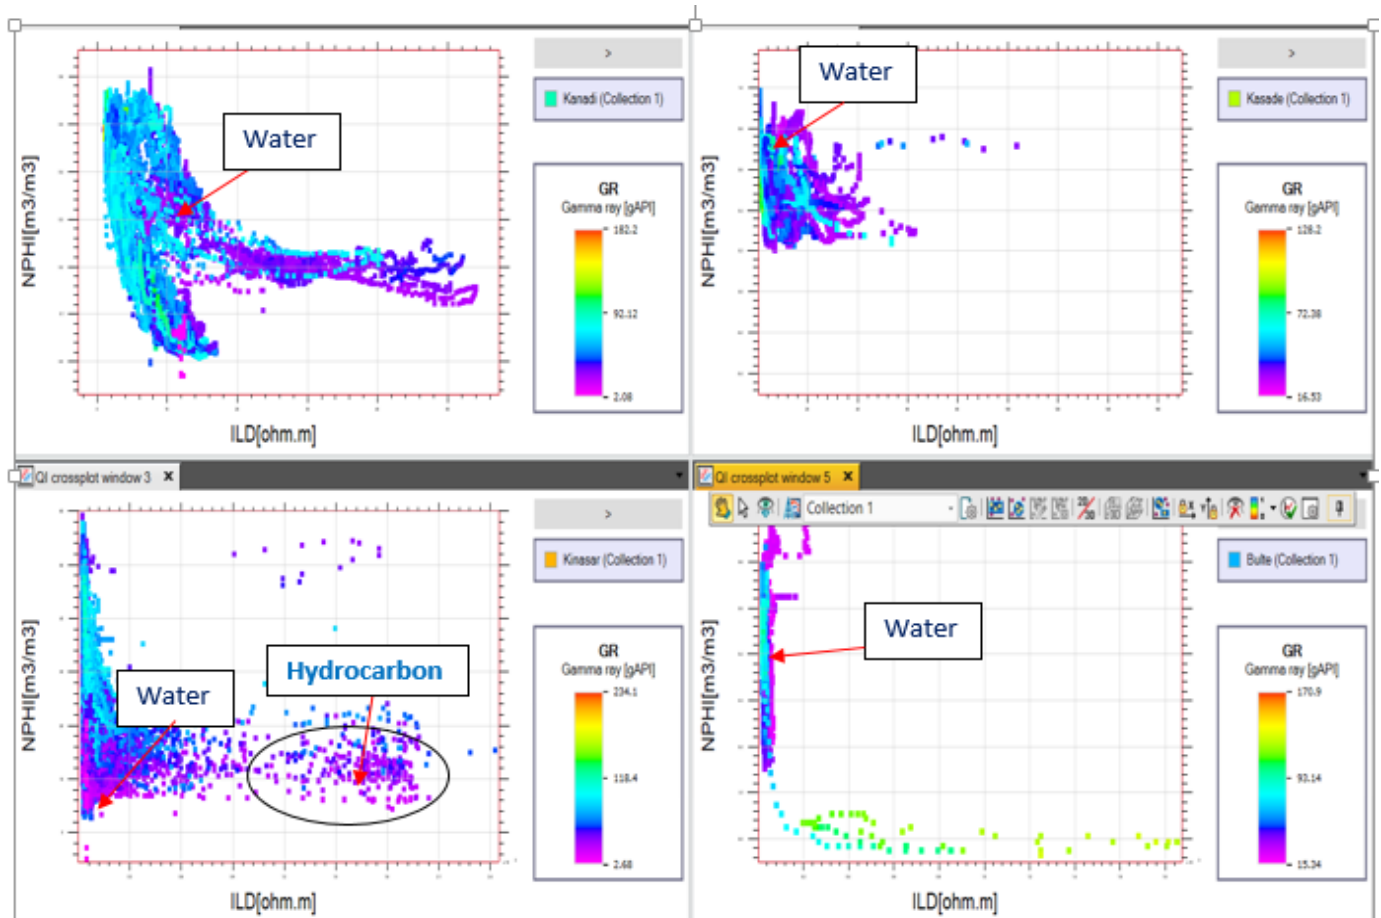 >
Kanadi (Collection 1)
Water
GR
Gamma ray [gAPI]
182.2
92.12
2.08
NPHI[m3/m3]
ILD[ohm.m]
>
Kasade (Collection 1)
Water
GR
Gamma ray [gAPI]
128.2
72.38
16.53
NPHI[m3/m3]
ILD[ohm.m]
QI crossplot window 3
>
Kinasar (Collection 1)
Hydrocarbon
Water
GR
Gamma ray [gAPI]
234.1
118.4
2.68
NPHI[m3/m3]
ILD[ohm.m]
QI crossplot window 5
Collection 1
Bulte (Collection 1)
Water
GR
Gamma ray [gAPI]
170.9
93.14
15.34
NPHI[m3/m3]
ILD[ohm.m]